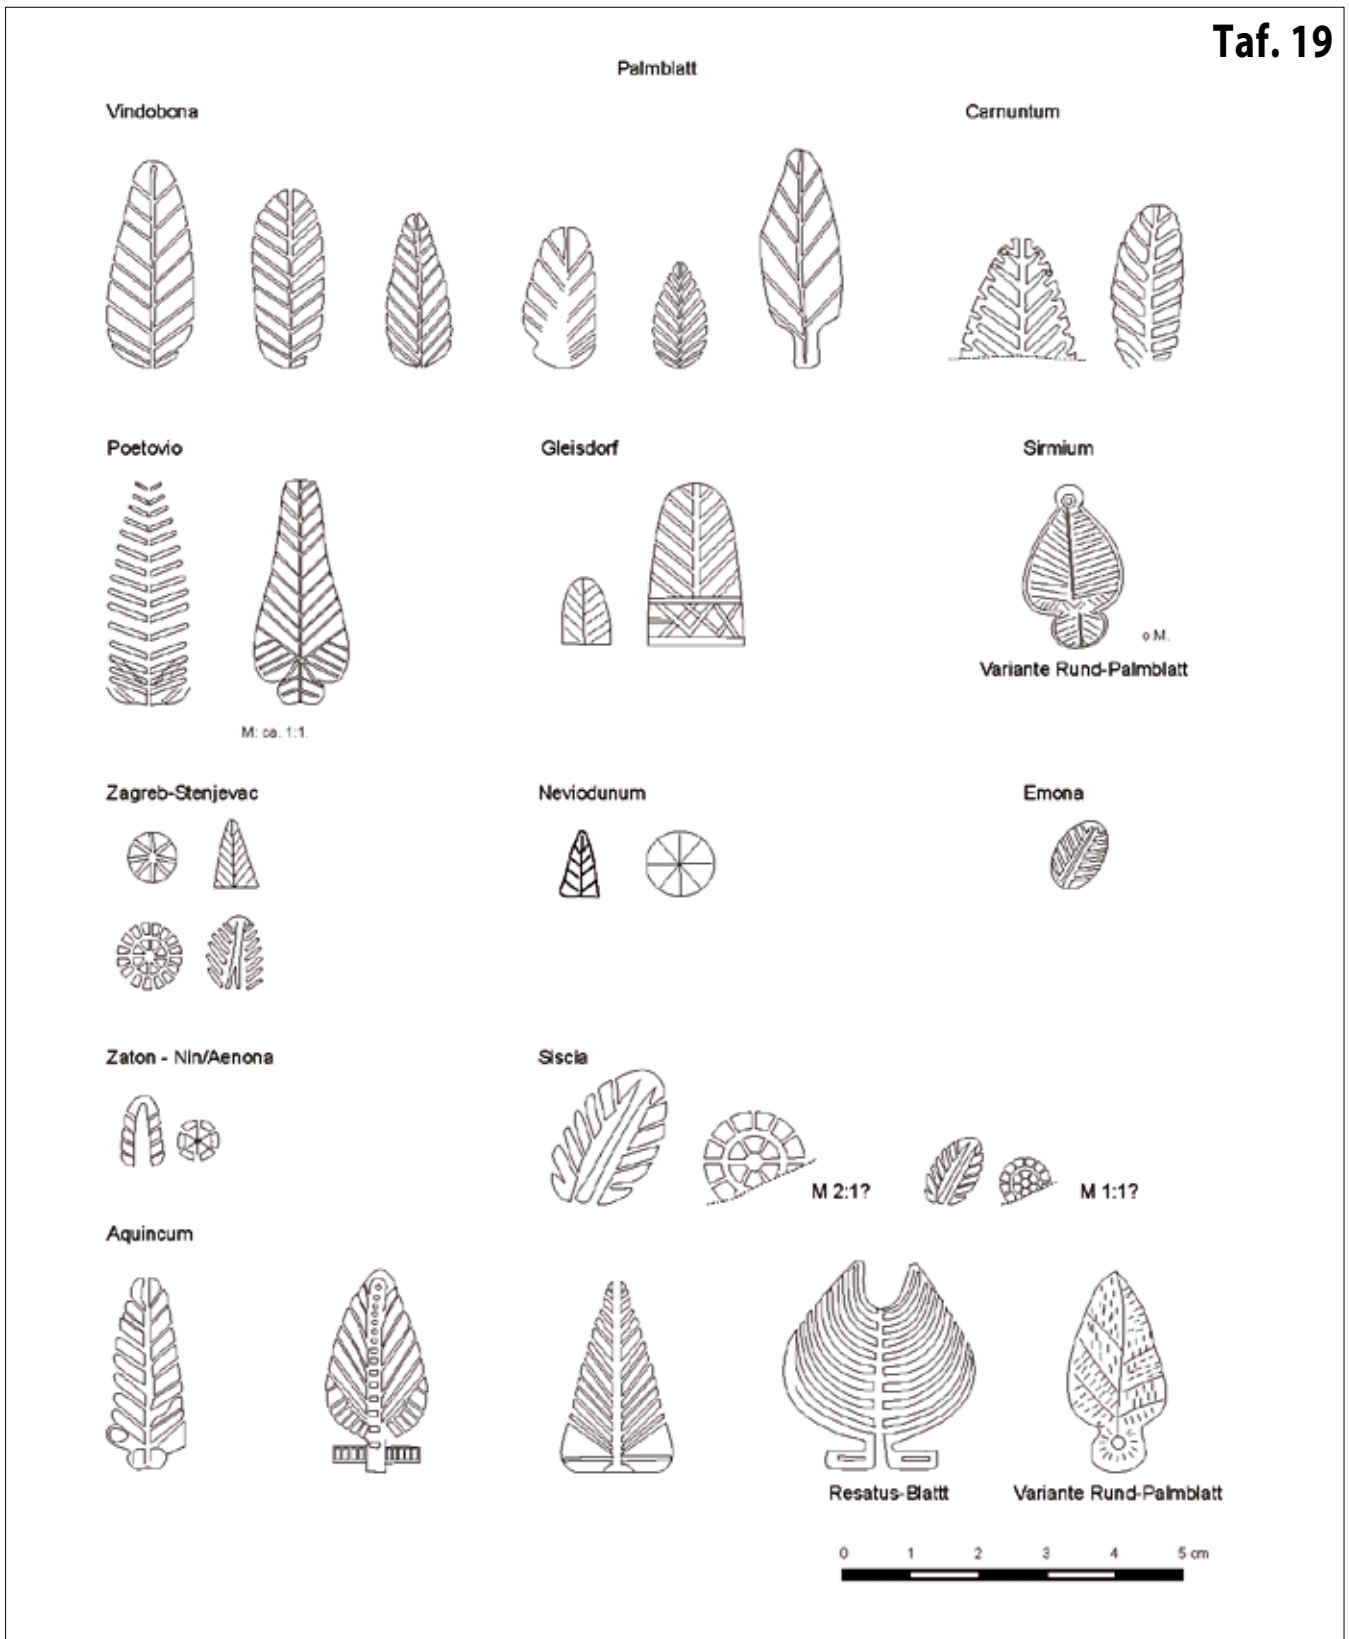 Taf. 19
Palmblatt
Vindobona
Carnuntum
Poetovio
Gleisdorf
Sirmium
o M.
Variante Rund-Palmblatt
M: ca. 1:1.
Zagreb-Stenjevac
Neviodunum
Emona
Zaton - Nin/Aenona
Siscia
M 2:1?
M 1:1?
Aquincum
Resatus-Blattt
Variante Rund-Palmblatt
0 1 2 3 4 5 cm